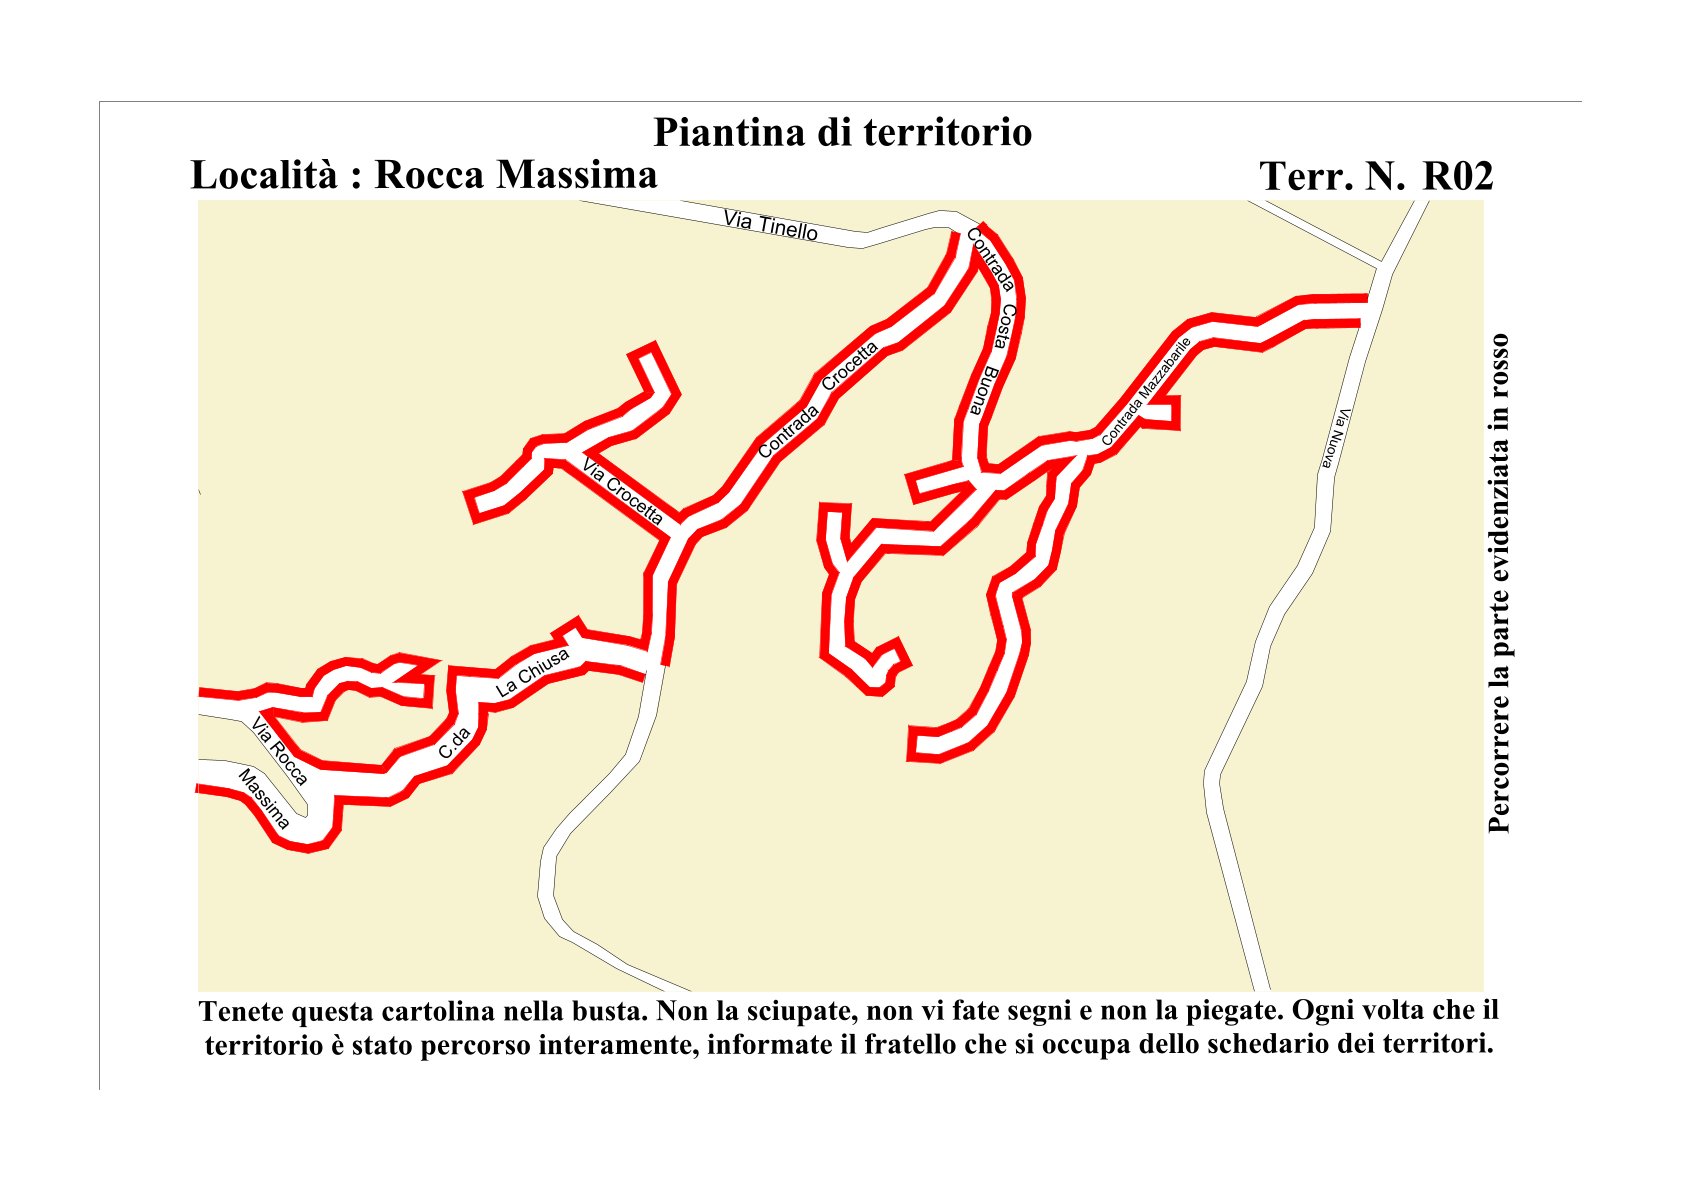 Piantina di territorio
Località : Rocca Massima
Terr. N. R02
Via Tinello
Contrada Costa Buona
Contrada Crocetta
Contrada Mazzabarile
Via Nuova
Via Crocetta
C.da La Chiusa
Via Rocca
Massima
Percorrere la parte evidenziata in rosso
Tenete questa cartolina nella busta. Non la sciupate, non vi fate segni e non la piegate. Ogni volta che il
territorio è stato percorso interamente, informate il fratello che si occupa dello schedario dei territori.